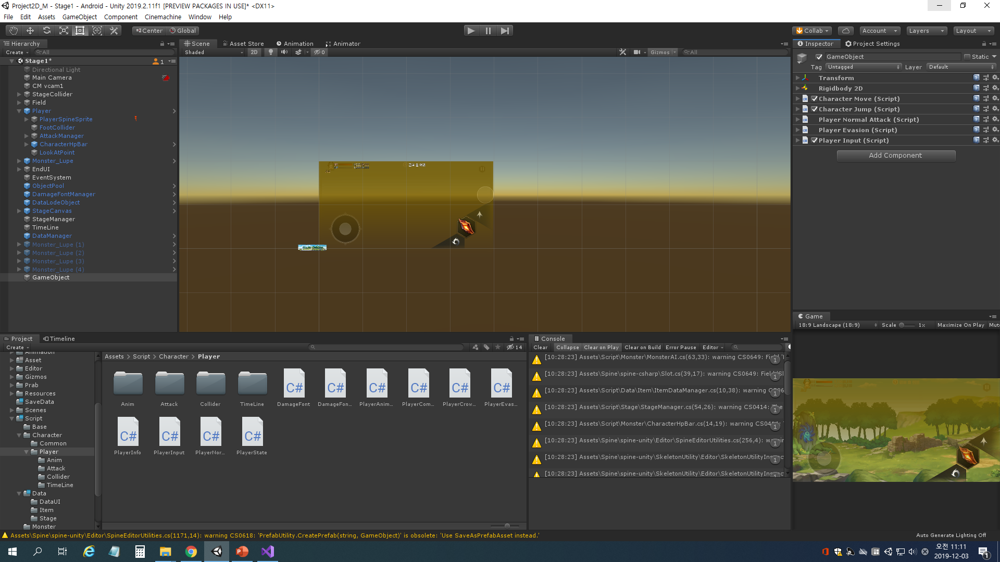 Project2D_M - Stage1 - Android - Unity 2019.2.11f1 [PREVIEW PACKAGES IN USE]* <DX11>
File Edit Assets GameObject Component Cinemachine Window Help
Center Global
Collab Account Layers Layout
Hierarchy
Create All
Stage1* 1
Directional Light
Main Camera
CM vcam1
StageCollider
Field
Player
PlayerSpineSprite
FootCollider
AttackManager
CharacterHpBar
LookAtPoint
Monster_Lupe
EndUI
EventSystem
ObjectPool
DamageFontManager
DataLodeObject
StageCanvas
StageManager
TimeLine
DataManager
Monster_Lupe (1)
Monster_Lupe (2)
Monster_Lupe (3)
Monster_Lupe (4)
GameObject
Scene Asset Store Animation Animator
Shaded 2D 0 Gizmos All
Inspector Project Settings
GameObject Static
Tag Untagged Layer Default
Transform
Rigidbody 2D
Character Move (Script)
Character Jump (Script)
Player Normal Attack (Script)
Player Evasion (Script)
Player Input (Script)
Add Component
Game
18:9 Landscape (18:9) Scale 1x Maximize On Play Mut
Project Timeline
Create 14
Animation
Asset
Editor
Gizmos
Prab
Resources
SaveData
Scenes
Script
Base
Character
Common
Player
Anim
Attack
Collider
TimeLine
Data
DataUI
Item
Stage
Monster
Assets > Script > Character > Player
Anim Attack Collider TimeLine DamageFont DamageFon... PlayerAnim... PlayerCom... PlayerCrow... PlayerEvas...
PlayerInfo PlayerInput PlayerNor... PlayerState
C# C# C# C# C# C#
C# C# C# C#
Console
Clear Collapse Clear on Play Clear on Build Error Pause Editor
[10:28:23] Assets\Script\Monster\MonsterAI.cs(63,33): warning CS0649: Field 1
[10:28:23] Assets\Spine\spine-csharp\Slot.cs(39,17): warning CS0649: Field 1
[10:28:23] Assets\Script\Data\Item\ItemDataManager.cs(10,38): warning 1
[10:28:23] Assets\Script\Stage\StageManager.cs(54,26): warning CS0414: The 1
[10:28:23] Assets\Script\Monster\CharacterHpBar.cs(14,19): warning 1
[10:28:23] Assets\Spine\spine-unity\Editor\SpineEditorUtilities.cs(256,4): 1
[10:28:23] Assets\Spine\spine-unity\SkeletonUtility\Editor\ 1
[10:28:23] Assets\Spine\spine-unity\SkeletonUtility\Editor\
Assets\Spine\spine-unity\Editor\SpineEditorUtilities.cs(1171,14): warning CS0618: 'PrefabUtility.CreatePrefab(string, GameObject)' is obsolete: 'Use SaveAsPrefabAsset instead.'
Auto Generate Lighting Off
오전 11:11
2019-12-03
1